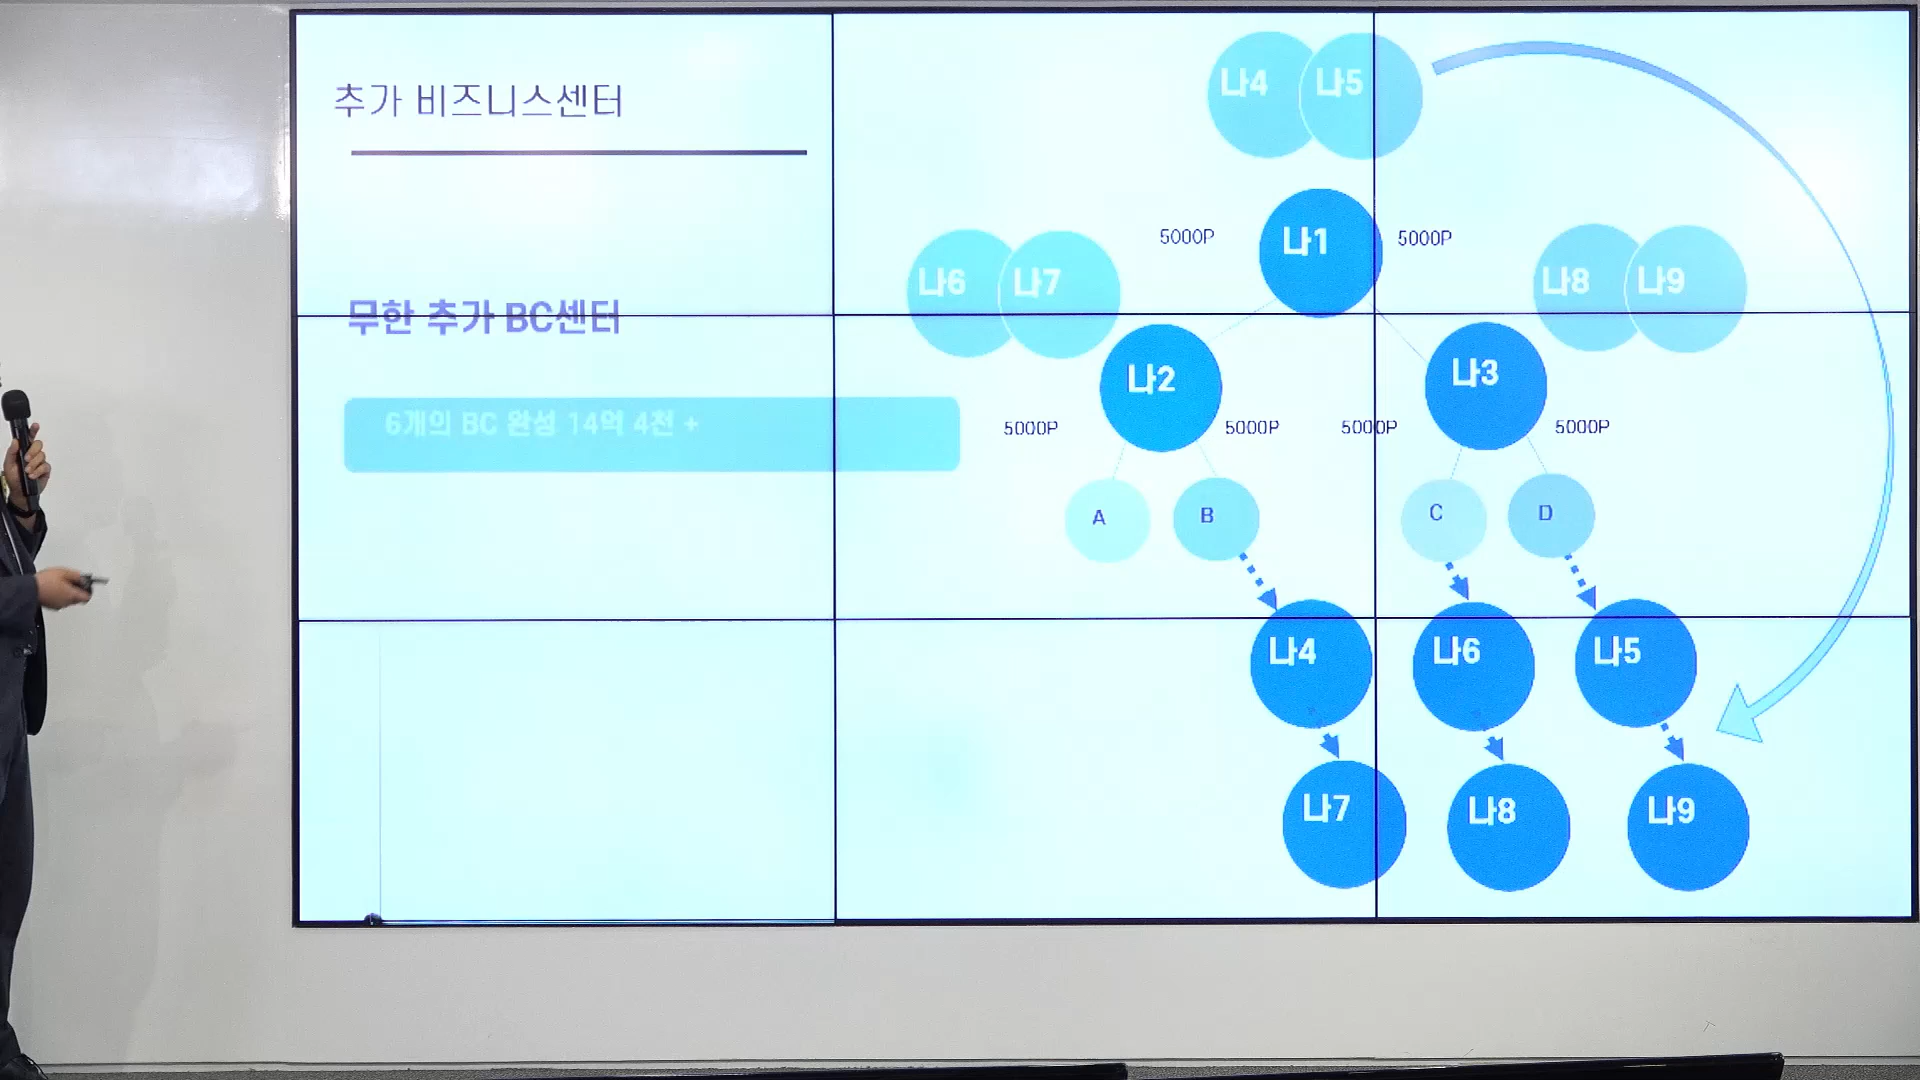 추가 비즈니스센터
무한 추가 BC센터
6개의 BC 완성 14억 4천 +
나4 나5
5000P 나1 5000P
나6 나7 나8 나9
나2 나3
5000P 5000P 5000P 5000P
A B C D
나4 나6 나5
나7 나8 나9